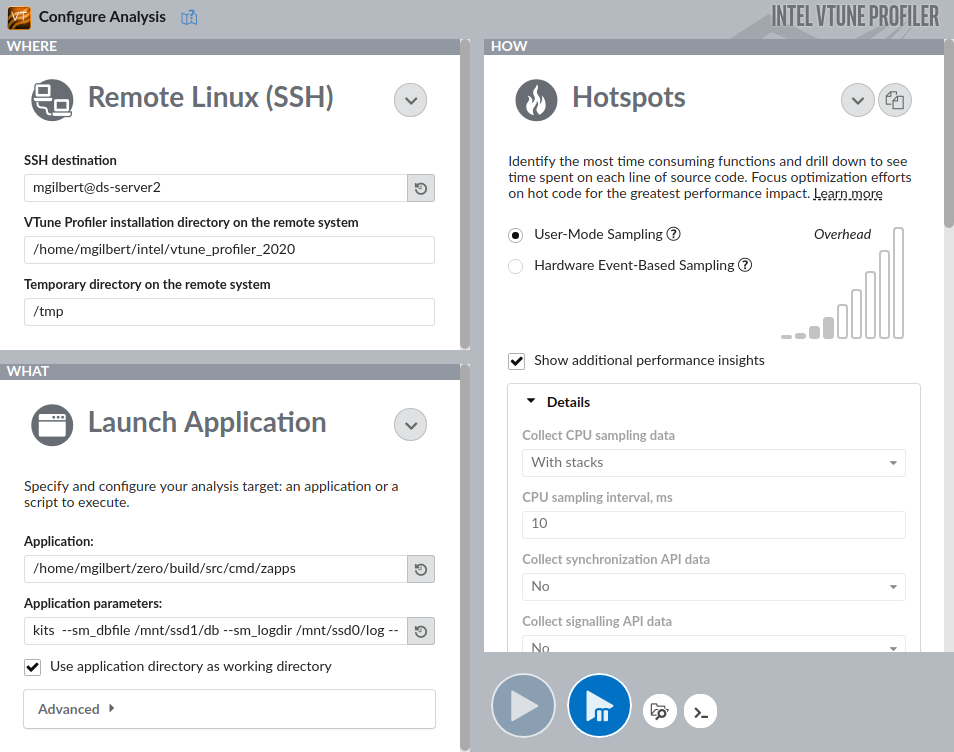 VT
Configure Analysis
INTEL VTUNE PROFILER
WHERE
Remote Linux (SSH)
SSH destination
mgilbert@ds-server2
VTune Profiler installation directory on the remote system
/home/mgilbert/intel/vtune_profiler_2020
Temporary directory on the remote system
/tmp
WHAT
Launch Application
Specify and configure your analysis target: an application or a
script to execute.
Application:
/home/mgilbert/zero/build/src/cmd/zapps
Application parameters:
kits --sm_dbfile /mnt/ssd1/db --sm_logdir /mnt/ssd0/log --
Use application directory as working directory
Advanced
HOW
Hotspots
Identify the most time consuming functions and drill down to see
time spent on each line of source code. Focus optimization efforts
on hot code for the greatest performance impact. Learn more
User-Mode Sampling ?
Overhead
Hardware Event-Based Sampling ?
Show additional performance insights
Details
Collect CPU sampling data
With stacks
CPU sampling interval, ms
10
Collect synchronization API data
No
Collect signalling API data
No